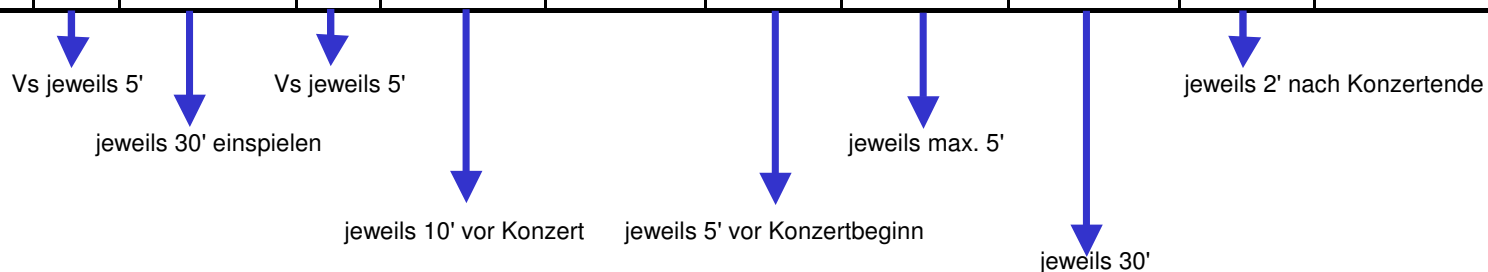 Vs jeweils 5' Vs jeweils 5' jeweils 2' nach Konzertende
jeweils 30' einspielen jeweils max. 5'
jeweils 10' vor Konzert jeweils 5' vor Konzertbeginn
jeweils 30'